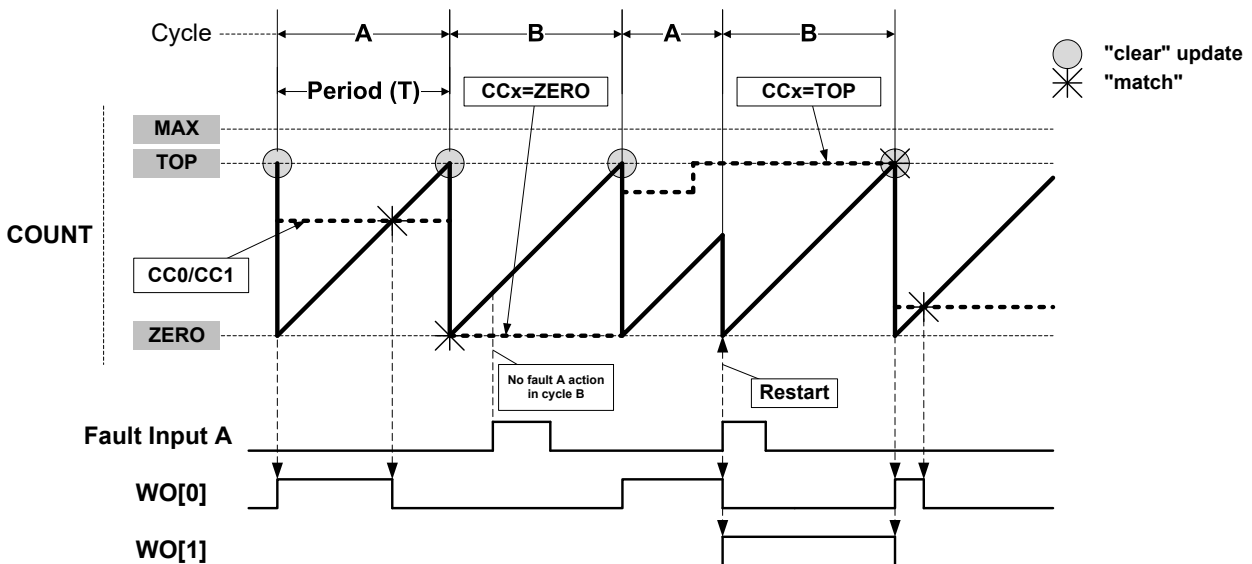 Cycle
A
B
A
B
"clear" update
"match"
Period (T)
CCx=ZERO
CCx=TOP
MAX
TOP
COUNT
CC0/CC1
ZERO
No fault A action
in cycle B
Restart
Fault Input A
WO[0]
WO[1]